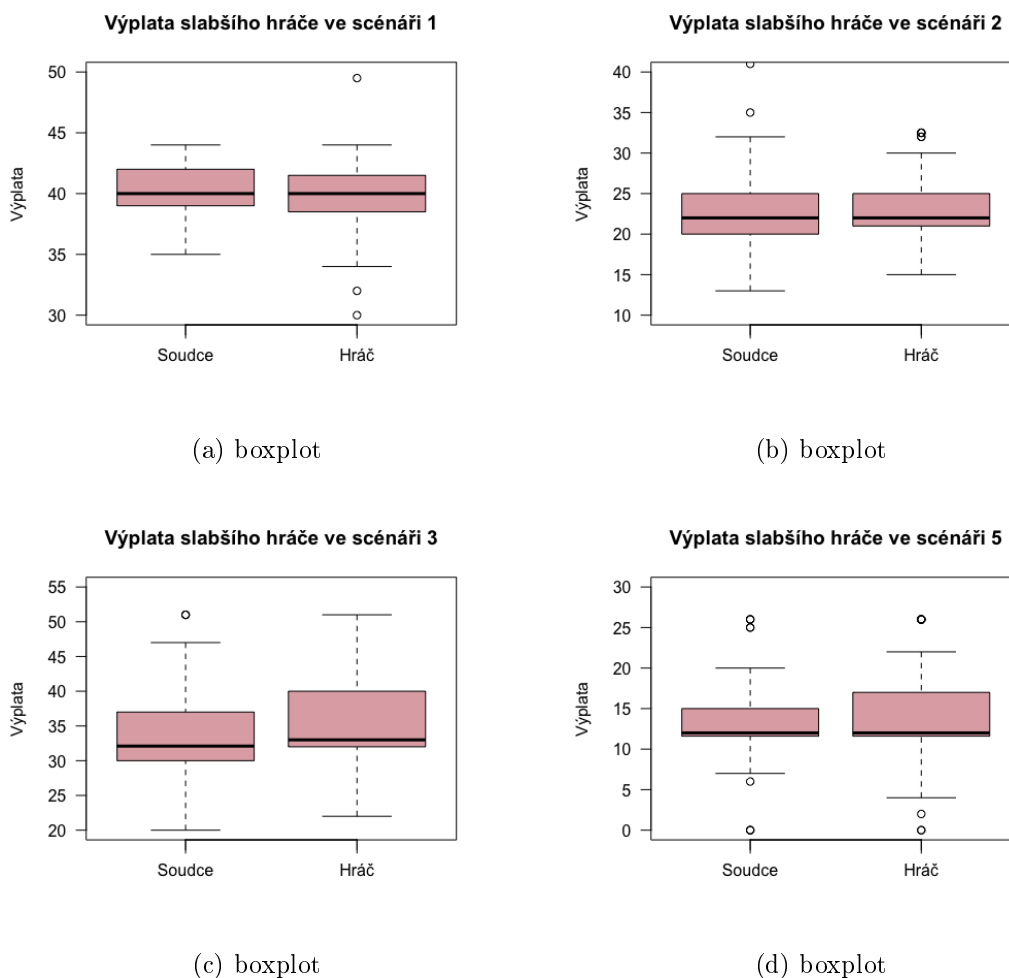 Výplata slabšího hráče ve scénáři 1
50
45
40
35
30
Výplata
Soudce Hráč
(a) boxplot
Výplata slabšího hráče ve scénáři 2
40
35
30
25
20
15
10
Výplata
Soudce Hráč
(b) boxplot
Výplata slabšího hráče ve scénáři 3
55
50
45
40
35
30
25
20
Výplata
Soudce Hráč
(c) boxplot
Výplata slabšího hráče ve scénáři 5
30
25
20
15
10
5
0
Výplata
Soudce Hráč
(d) boxplot